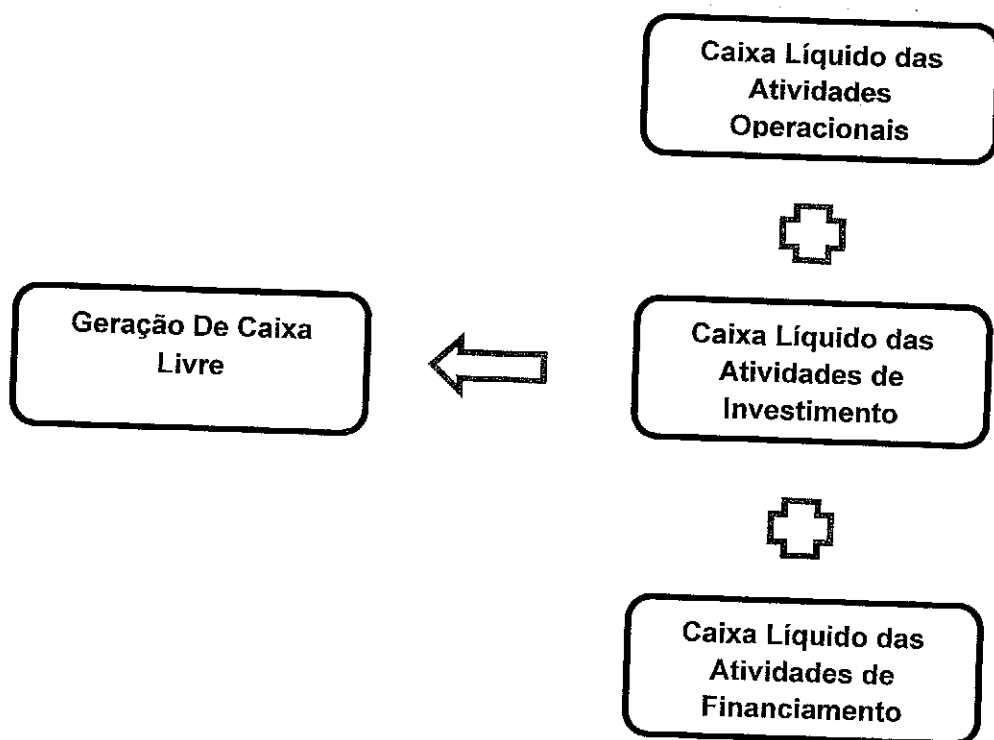 Caixa Líquido das
Atividades
Operacionais
Geração De Caixa
Livre
Caixa Líquido das
Atividades de
Investimento
Caixa Líquido das
Atividades de
Financiamento